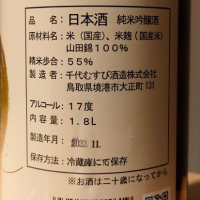 品目：日本酒 純米吟醸酒
原材料名：米（国産）、米麹（国産米）
山田錦１００％
精米歩合：５５％
製造者：千代むすび酒造株式会社
鳥取県境港市大正町１３１
アルコール：１７度
内容量：１.８L
製造年月：2023.11.
保存方法：冷蔵庫にて保存
※お酒は二十歳になってから